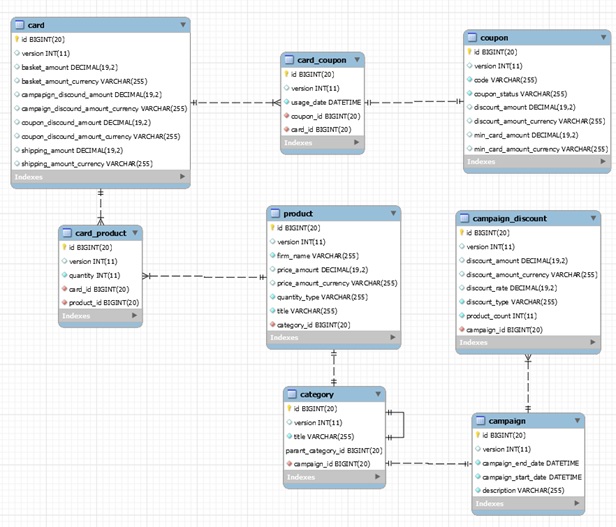 card
id BIGINT(20)
version INT(11)
basket_amount DECIMAL(19,2)
basket_amount_currency VARCHAR(255)
campepign_discound_amount DECIMAL(19,2)
campaign_discound_amount_currency VARCHAR(255)
coupon_discound_amount DECIMAL(19,2)
coupon_discound_amount_currency VARCHAR(255)
shipping_amount DECIMAL(19,2)
shipping_amount_currency VARCHAR(255)
Indexes
card_coupon
id BIGINT(20)
version INT(11)
usage_date DATETIME
coupon_id BIGINT(20)
card_id BIGINT(20)
Indexes
coupon
id BIGINT(20)
version INT(11)
code VARCHAR(255)
coupon_status VARCHAR(255)
discount_amount DECIMAL(19,2)
discount_amount_currency VARCHAR(255)
min_card_amount DECIMAL(19,2)
min_card_amount_currency VARCHAR(255)
Indexes
card_product
id BIGINT(20)
version INT(11)
quantity INT(11)
card_id BIGINT(20)
product_id BIGINT(20)
Indexes
product
id BIGINT(20)
version INT(11)
firm_name VARCHAR(255)
price_amount DECIMAL(19,2)
price_amount_currency VARCHAR(255)
quantity_type VARCHAR(255)
title VARCHAR(255)
category_id BIGINT(20)
Indexes
campaign_discount
id BIGINT(20)
version INT(11)
discount_amount DECIMAL(19,2)
discount_amount_currency VARCHAR(255)
discount_rate DECIMAL(19,2)
discount_type VARCHAR(255)
product_count INT(11)
campaign_id BIGINT(20)
Indexes
category
id BIGINT(20)
version INT(11)
title VARCHAR(255)
parant_category_id BIGINT(20)
campaign_id BIGINT(20)
Indexes
campaign
id BIGINT(20)
version INT(11)
campaign_end_date DATETIME
campaign_start_date DATETIME
description VARCHAR(255)
Indexes